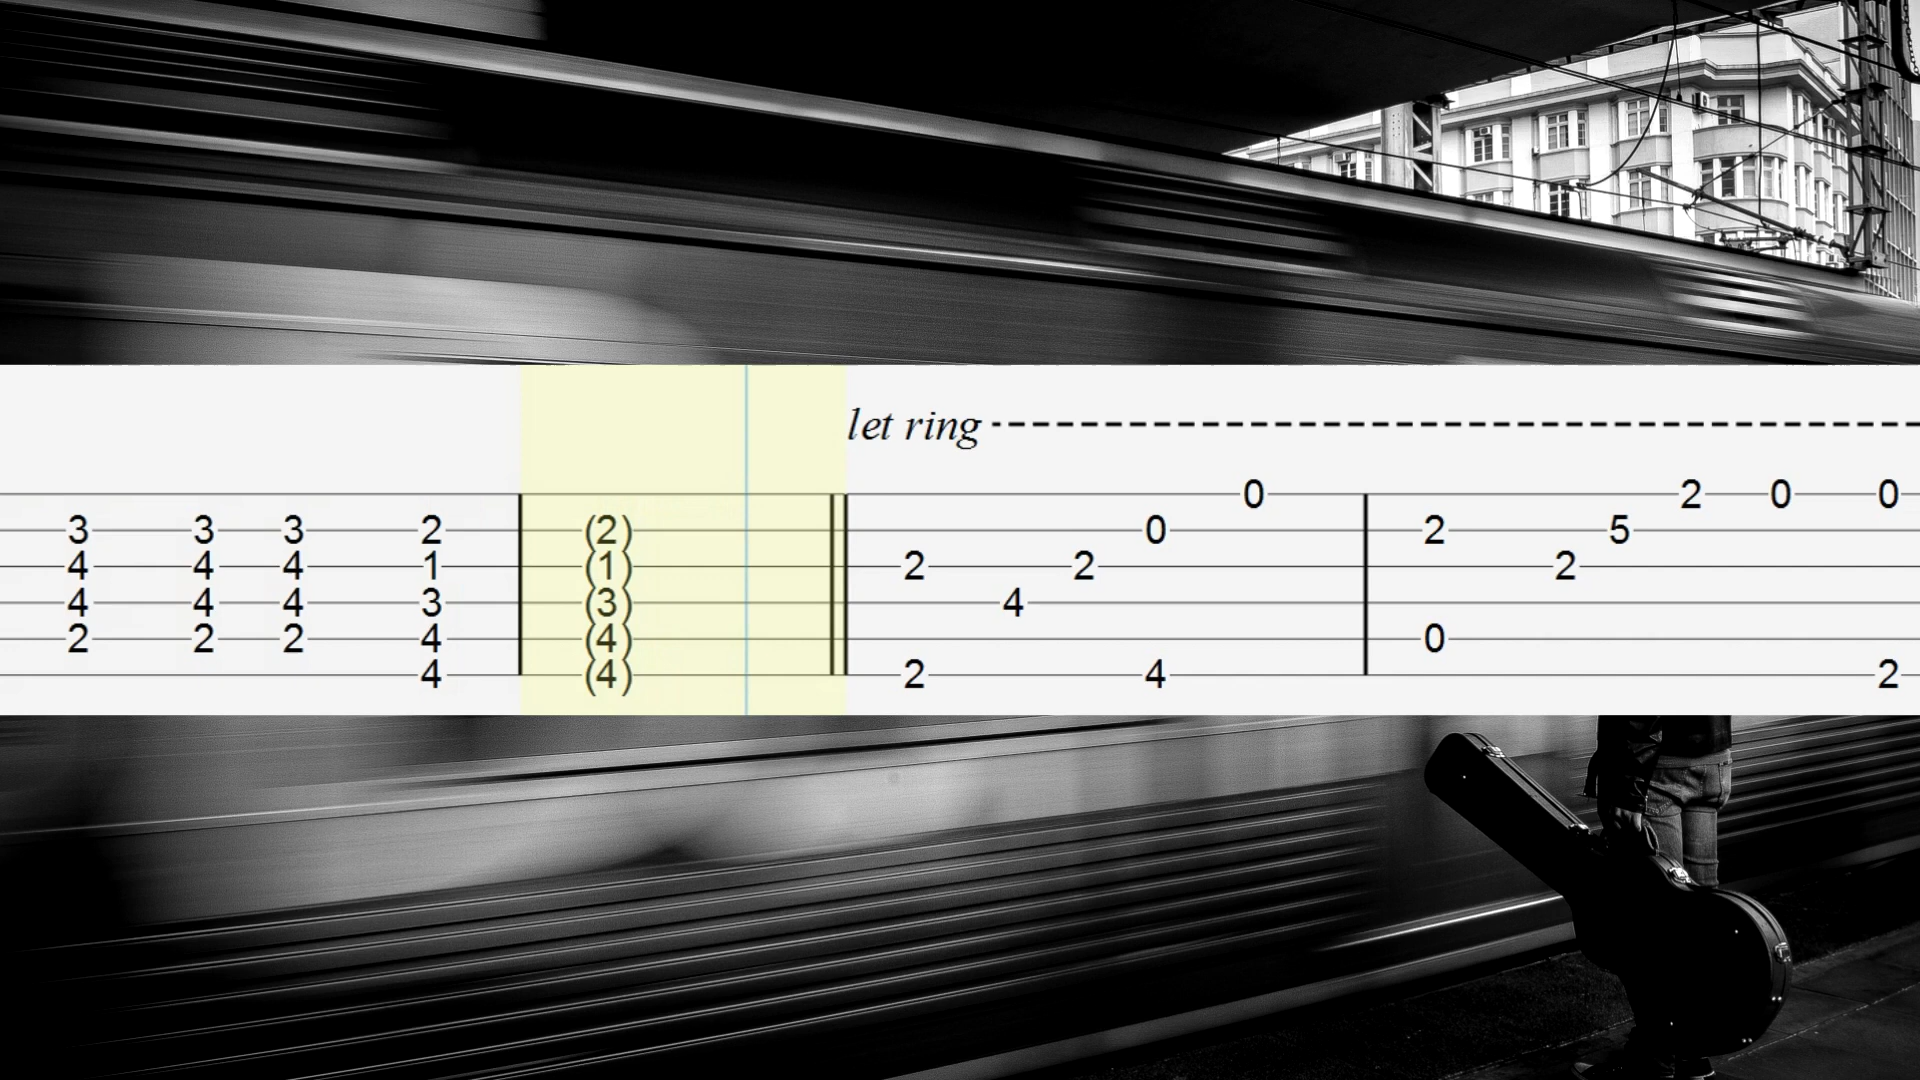 let ring
0 2 0 0
3 3 3 2 (2) 0 2 5
4 4 4 1 (1) 2 2 2
4 4 4 3 (3) 4
2 2 2 4 (4) 0
4 (4) 2 4 2